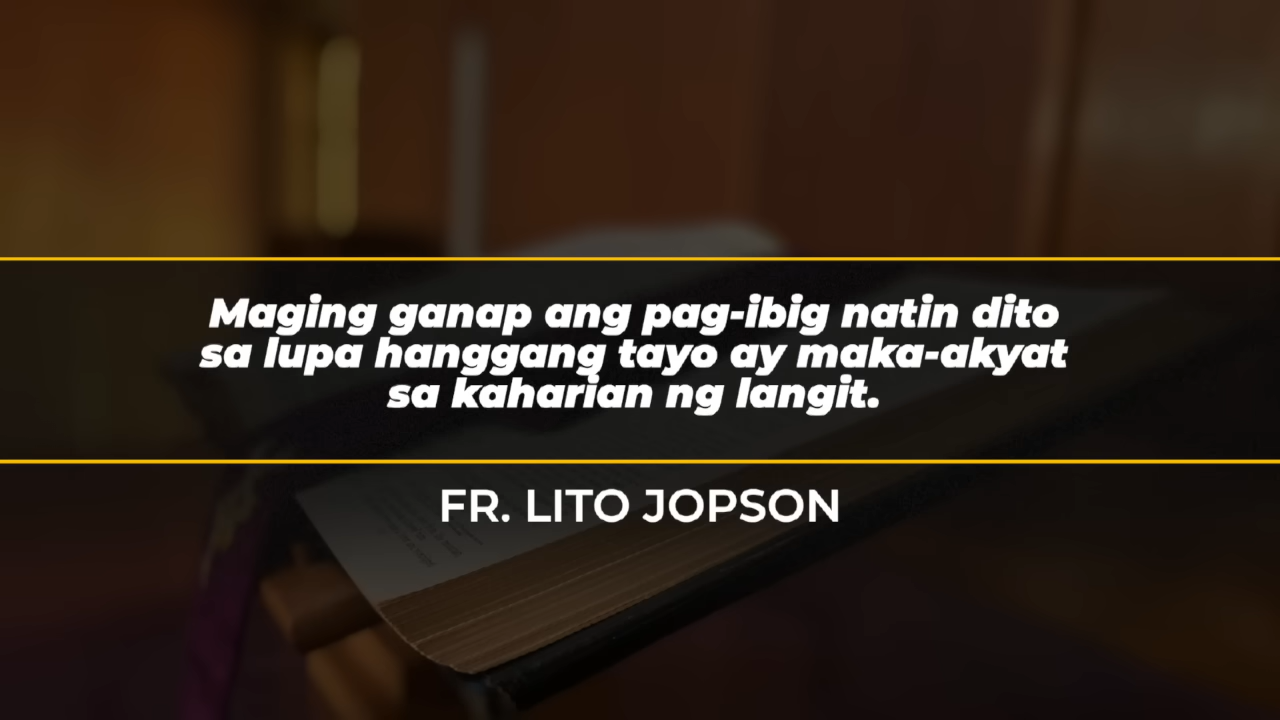 Maging ganap ang pag-ibig natin dito
sa lupa hanggang tayo ay maka-akyat
sa kaharian ng langit.
FR. LITO JOPSON